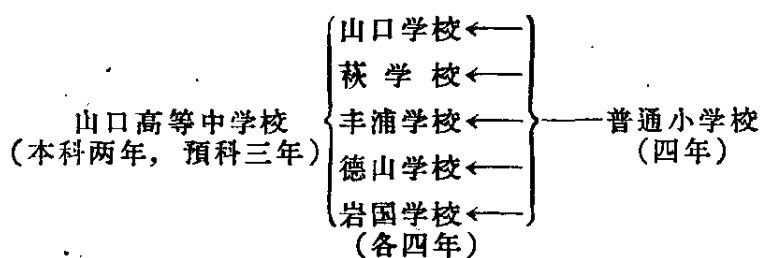 山口学校
萩学校
山口高等中学校
(本科两年，預科三年)
丰浦学校
德山学校
岩国学校
(各四年)
普通小学校
(四年)